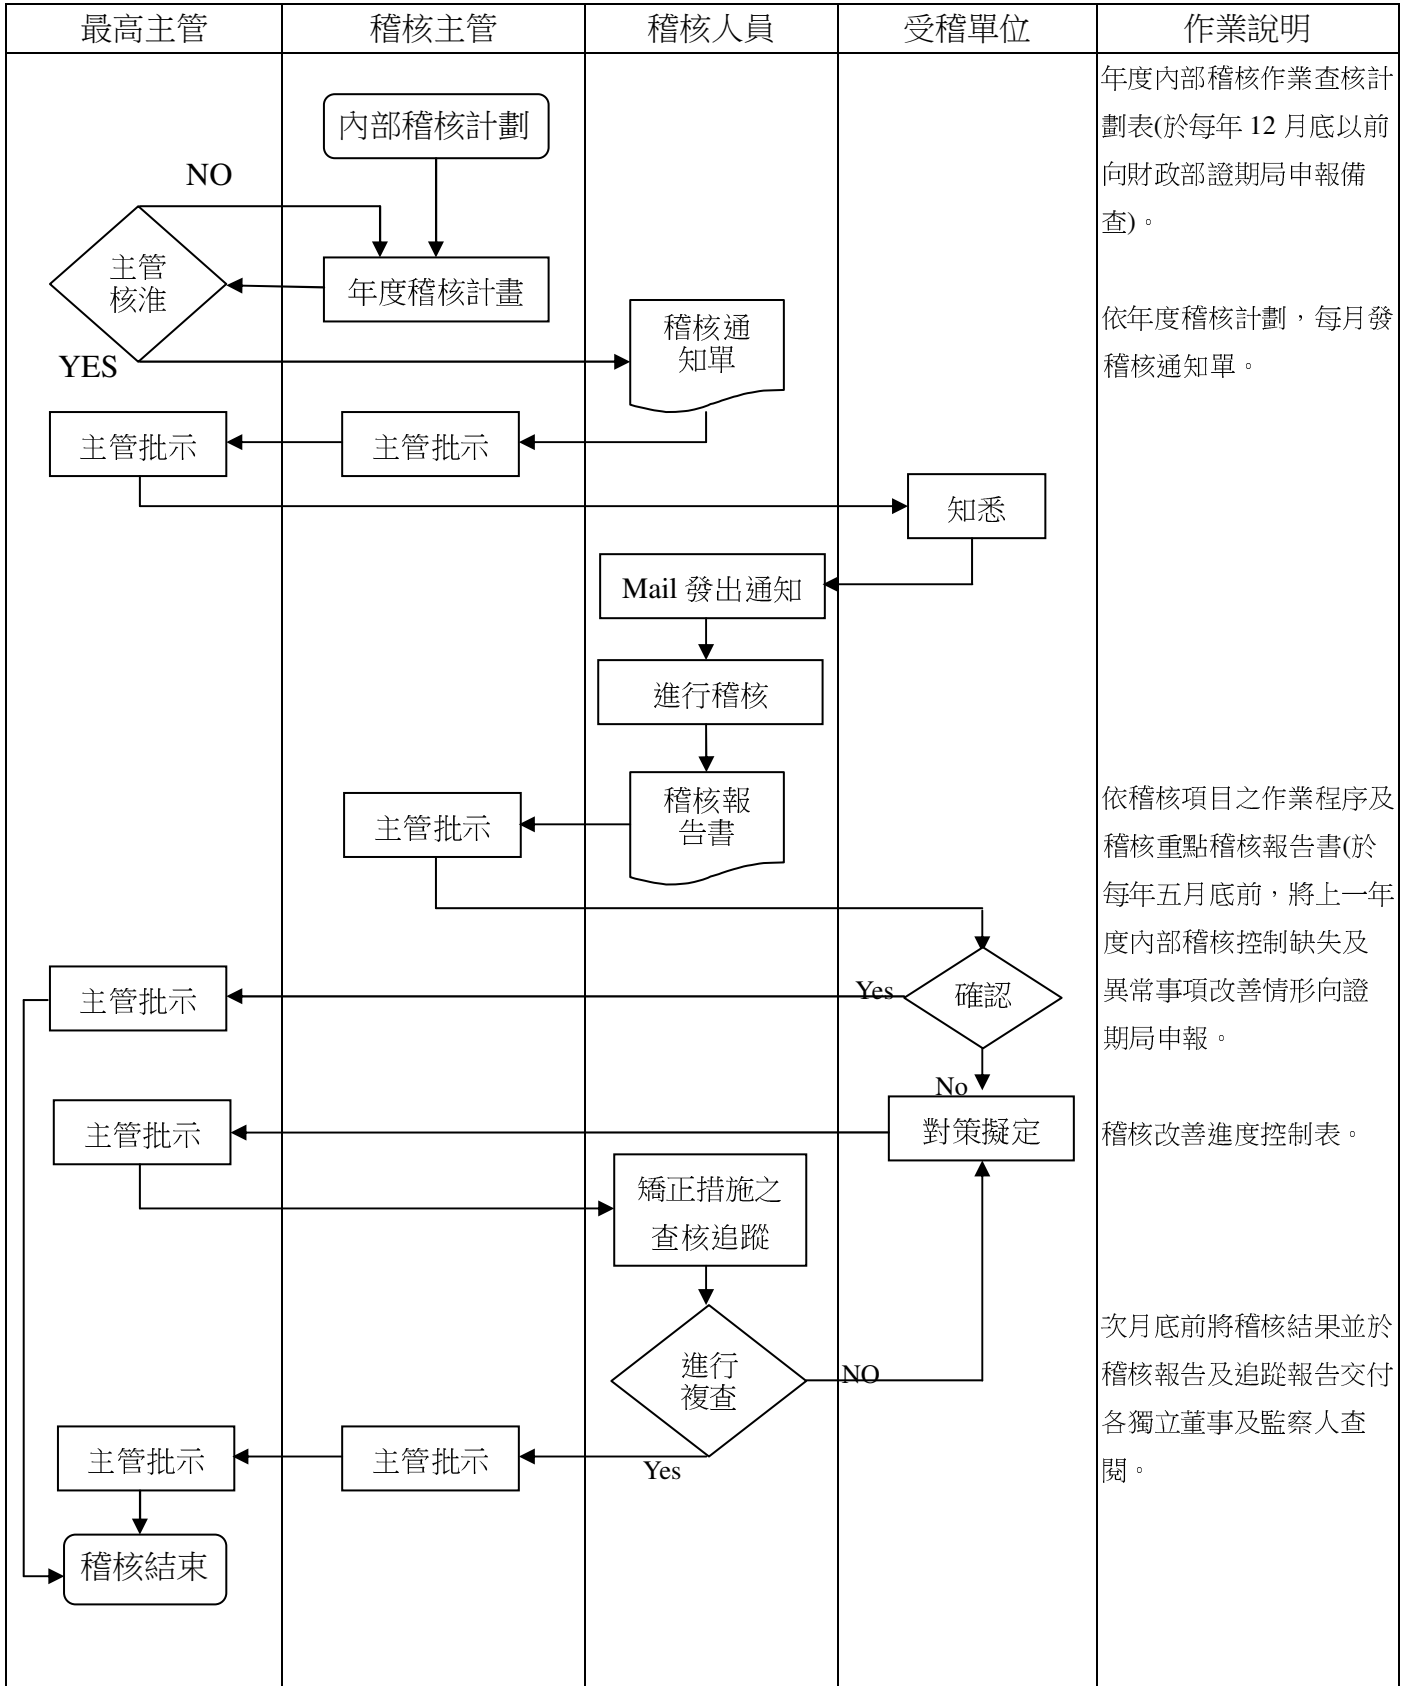 最高主管
稽核主管
稽核人員
受稽單位
作業說明
內部稽核計劃
NO
主管
核准
年度稽核計畫
YES
稽核通
知單
主管批示
主管批示
知悉
Mail 發出通知
進行稽核
稽核報
告書
主管批示
確認
Yes
主管批示
No
對策擬定
主管批示
矯正措施之
查核追蹤
進行
複查
NO
Yes
主管批示
主管批示
稽核結束
年度內部稽核作業查核計
劃表(於每年 12 月底以前
向財政部證期局申報備
查)。
依年度稽核計劃，每月發
稽核通知單。
依稽核項目之作業程序及
稽核重點稽核報告書(於
每年五月底前，將上一年
度內部稽核控制缺失及
異常事項改善情形向證
期局申報。
稽核改善進度控制表。
次月底前將稽核結果並於
稽核報告及追蹤報告交付
各獨立董事及監察人查
閱。